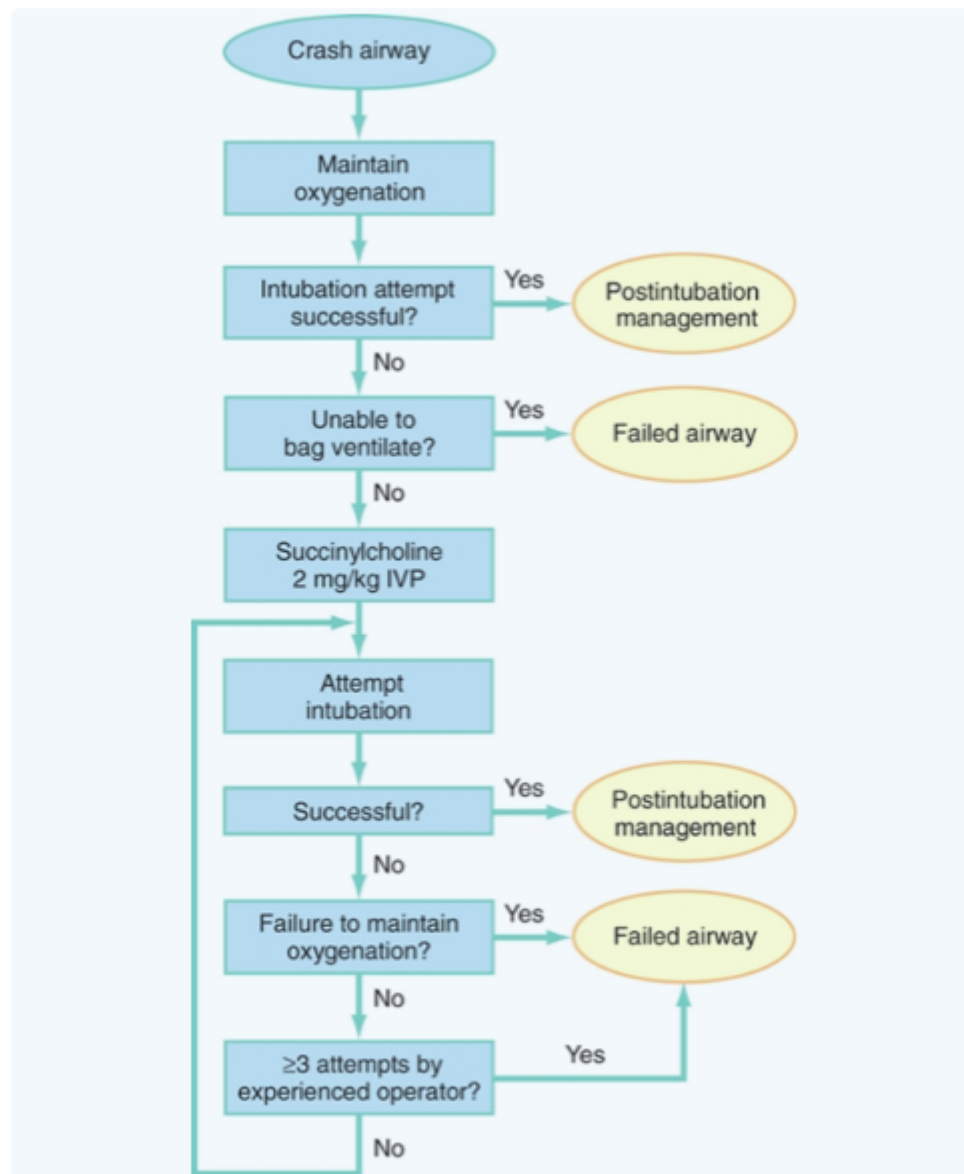 Crash airway
Maintain
oxygenation
Intubation attempt
successful?
Yes
Postintubation
management
No
Unable to
bag ventilate?
Yes
Failed airway
No
Succinylcholine
2 mg/kg IVP
Attempt
intubation
Successful?
Yes
Postintubation
management
No
Failure to maintain
oxygenation?
Yes
Failed airway
No
≥3 attempts by
experienced operator?
Yes
No